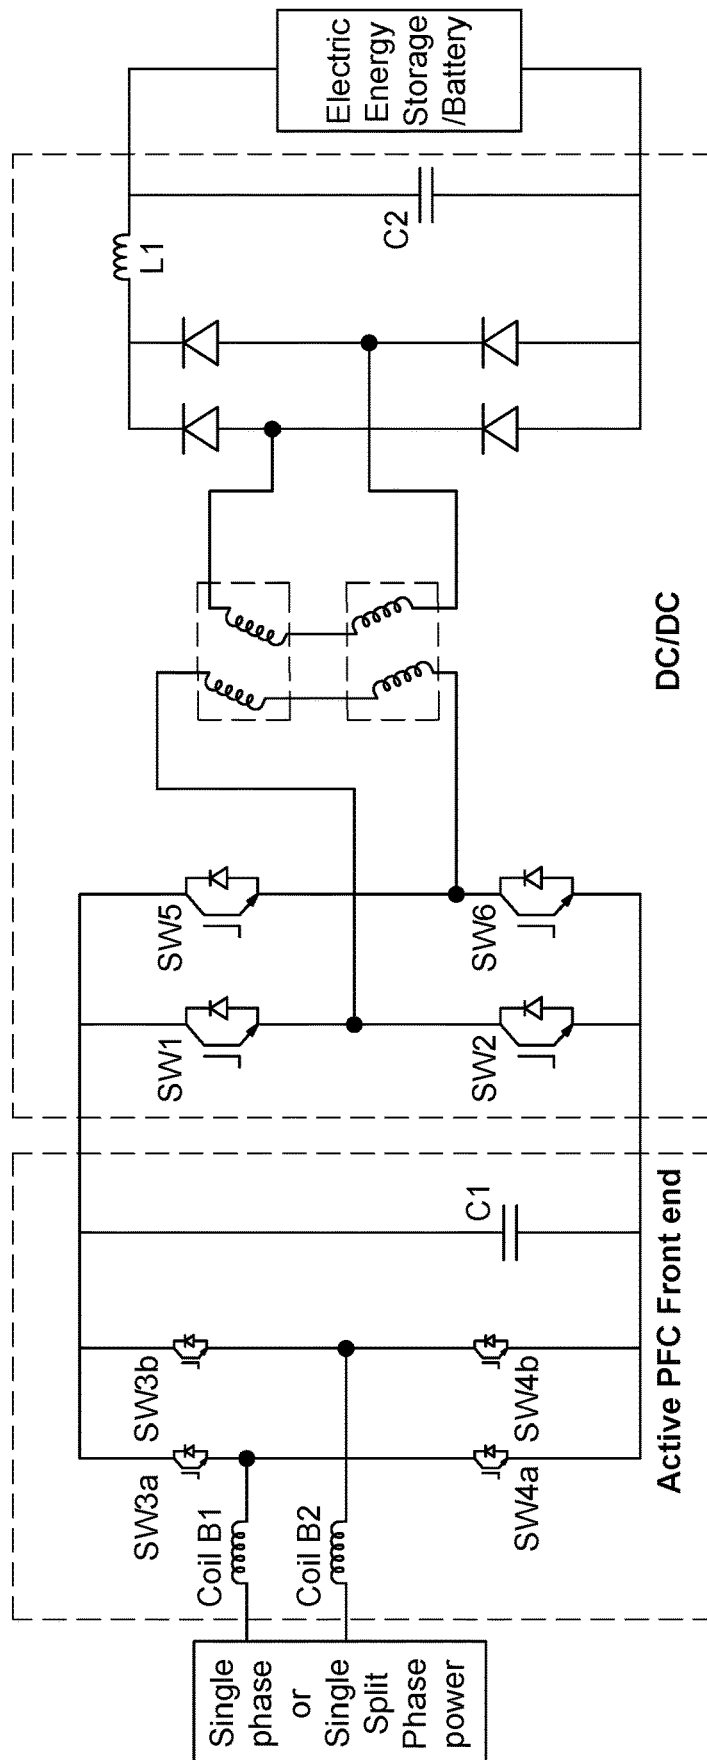 Single
phase
or
Single
Split
Phase
power
Coil B1
Coil B2
SW3a
SW3b
SW4a
SW4b
C1
Active PFC Front end
SW1
SW5
SW2
SW6
DC/DC
L1
C2
Electric
Energy
Storage
/Battery